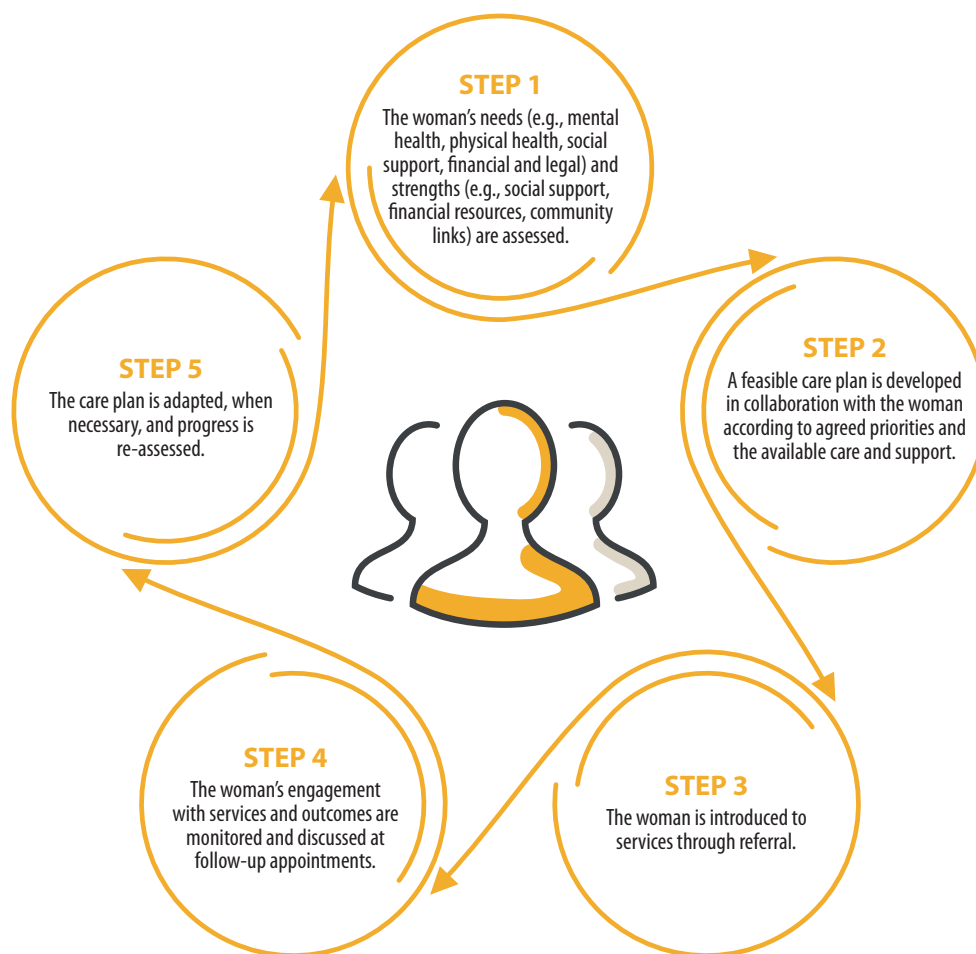 STEP 1
The woman's needs (e.g., mental
health, physical health, social
support, financial and legal) and
strengths (e.g., social support,
financial resources, community
links) are assessed.
STEP 2
A feasible care plan is developed
in collaboration with the woman
according to agreed priorities and
the available care and support.
STEP 3
The woman is introduced to
services through referral.
STEP 4
The woman's engagement
with services and outcomes are
monitored and discussed at
follow-up appointments.
STEP 5
The care plan is adapted, when
necessary, and progress is
re-assessed.